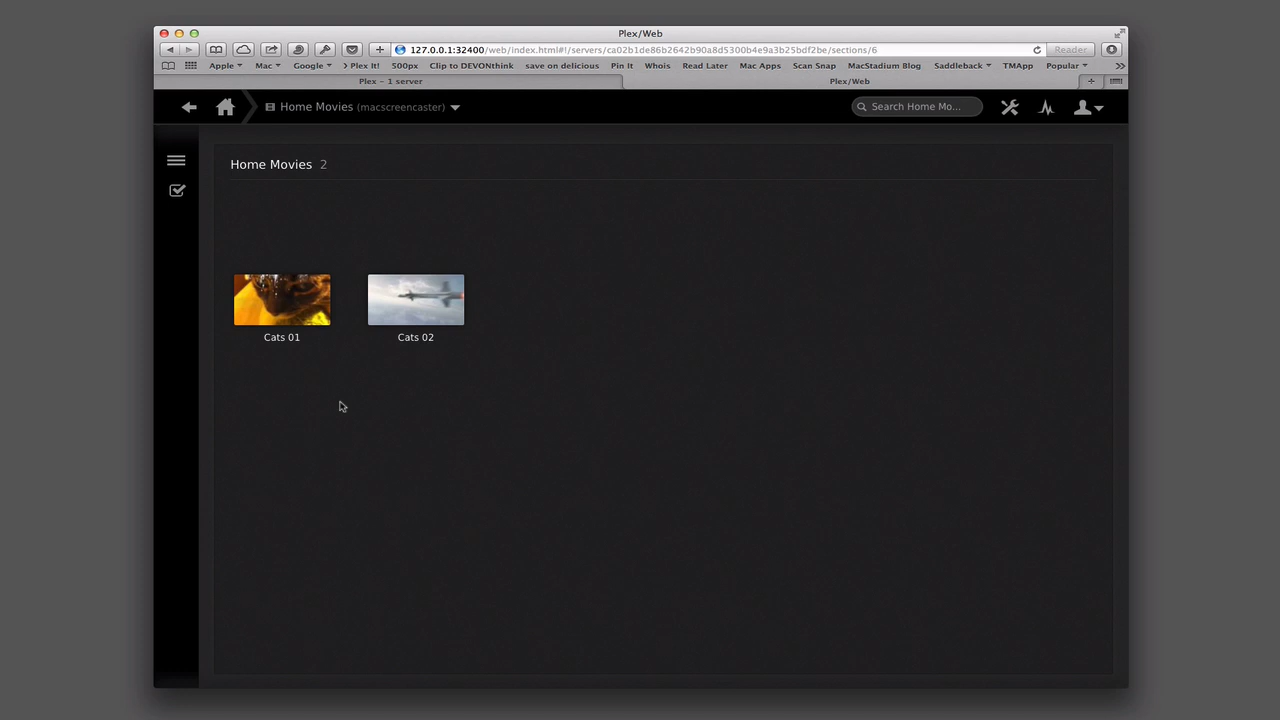 Plex/Web
127.0.0.1:32400/web/index.html#!/servers/ca02b1de86b2642b90a8d5300b4e9a3b25bdf2be/sections/6
Reader
Apple Mac Google > Plex It! 500px Clip to DEVONthink save on delicious Pin It Whois Read Later Mac Apps Scan Snap MacStadium Blog Saddleback TMApp Popular >>
Plex - 1 server Plex/Web
Home Movies (macscreencaster) Search Home Mo...
Home Movies 2
Cats 01 Cats 02